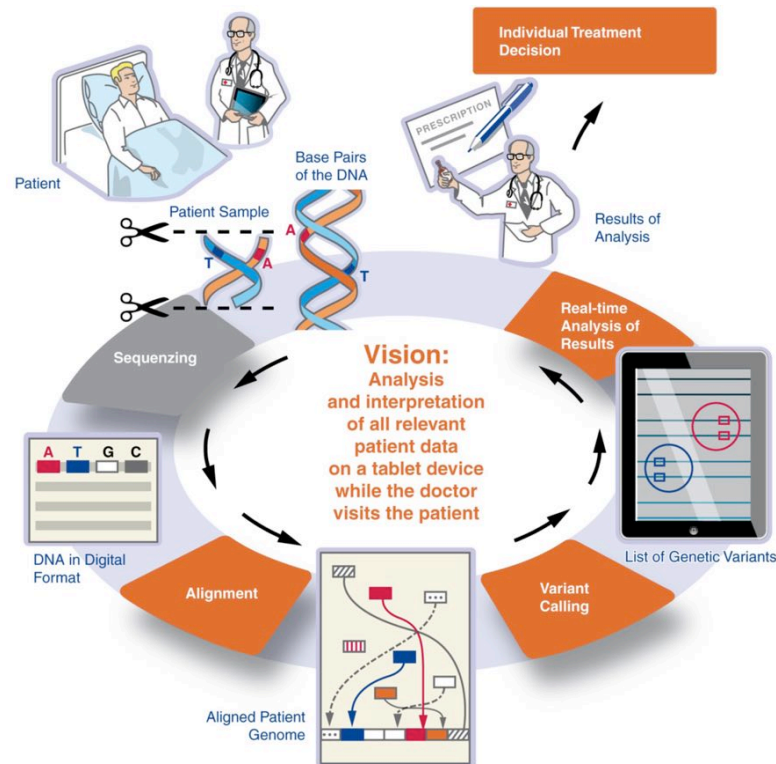 Individual Treatment
Decision
PRESCRIPTION
Patient
Base Pairs
of the DNA
Patient Sample
A
T
A
T
Results of
Analysis
Sequenzing
Real-time
Analysis of
Results
Vision:
Analysis
and interpretation
of all relevant
patient data
on a tablet device
while the doctor
visits the patient
A T G C
DNA in Digital
Format
List of Genetic Variants
Alignment
Variant
Calling
Aligned Patient
Genome